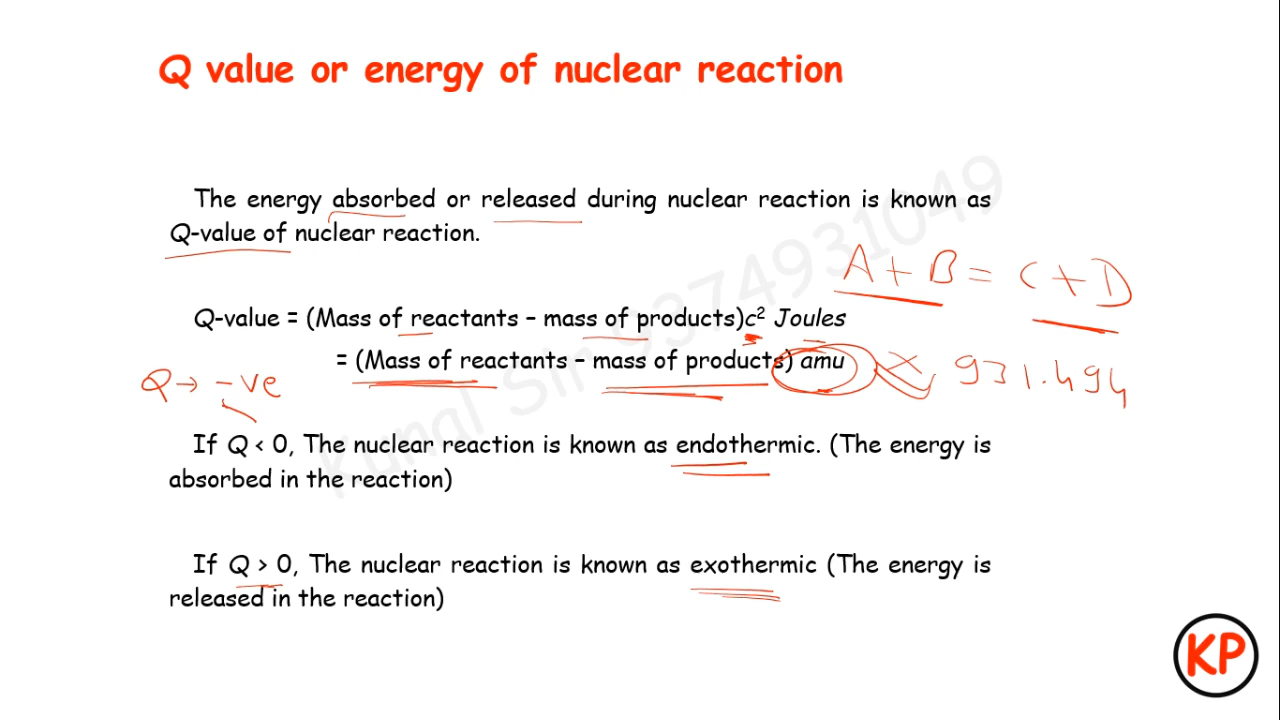 Q value or energy of nuclear reaction
The energy absorbed or released during nuclear reaction is known as
Q-value of nuclear reaction.
A + B = C + D
Q-value = (Mass of reactants – mass of products)c² Joules
= (Mass of reactants – mass of products) amu × 931.494
Q → -ve
If Q < 0, The nuclear reaction is known as endothermic. (The energy is
absorbed in the reaction)
If Q > 0, The nuclear reaction is known as exothermic (The energy is
released in the reaction)
Kunal Sir 9974931049
KP